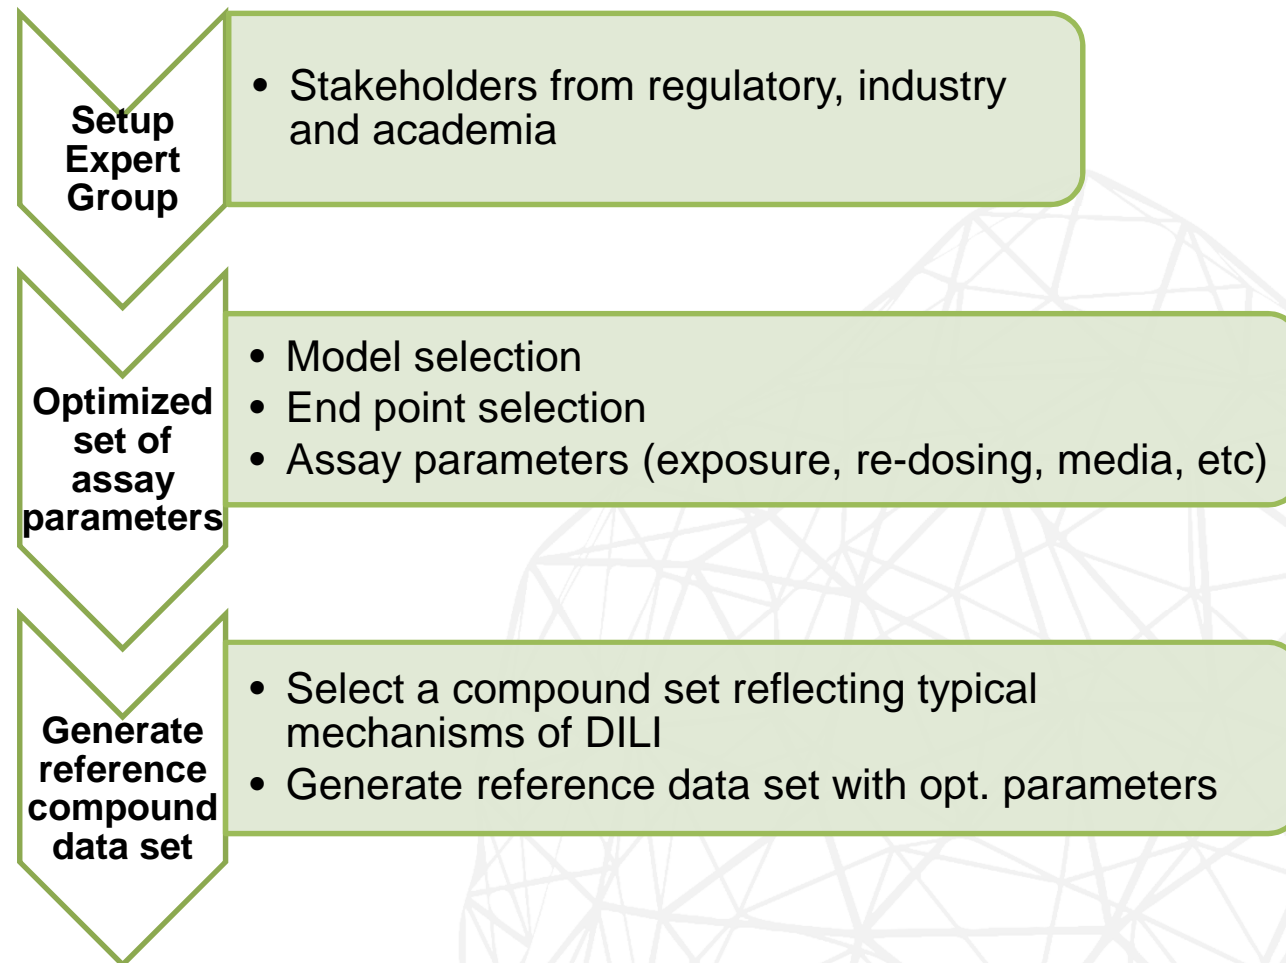 Setup
Expert
Group
• Stakeholders from regulatory, industry
and academia
Optimized
set of
assay
parameters
• Model selection
• End point selection
• Assay parameters (exposure, re-dosing, media, etc)
Generate
reference
compound
data set
• Select a compound set reflecting typical
mechanisms of DILI
• Generate reference data set with opt. parameters